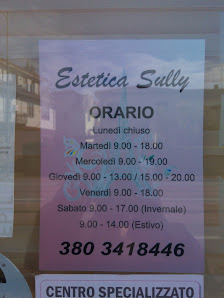 Estetica Sully
ORARIO
Lunedì chiuso
Martedì 9.00 - 18.00
Mercoledì 9.00 - 19.00
Giovedì 9.00 - 13.00 / 15.00 - 20.00
Venerdì 9.00 - 18.00
Sabato 9.00 - 17.00 (Invernale)
9.00 - 14.00 (Estivo)
380 3418446
CENTRO SPECIALIZZATO